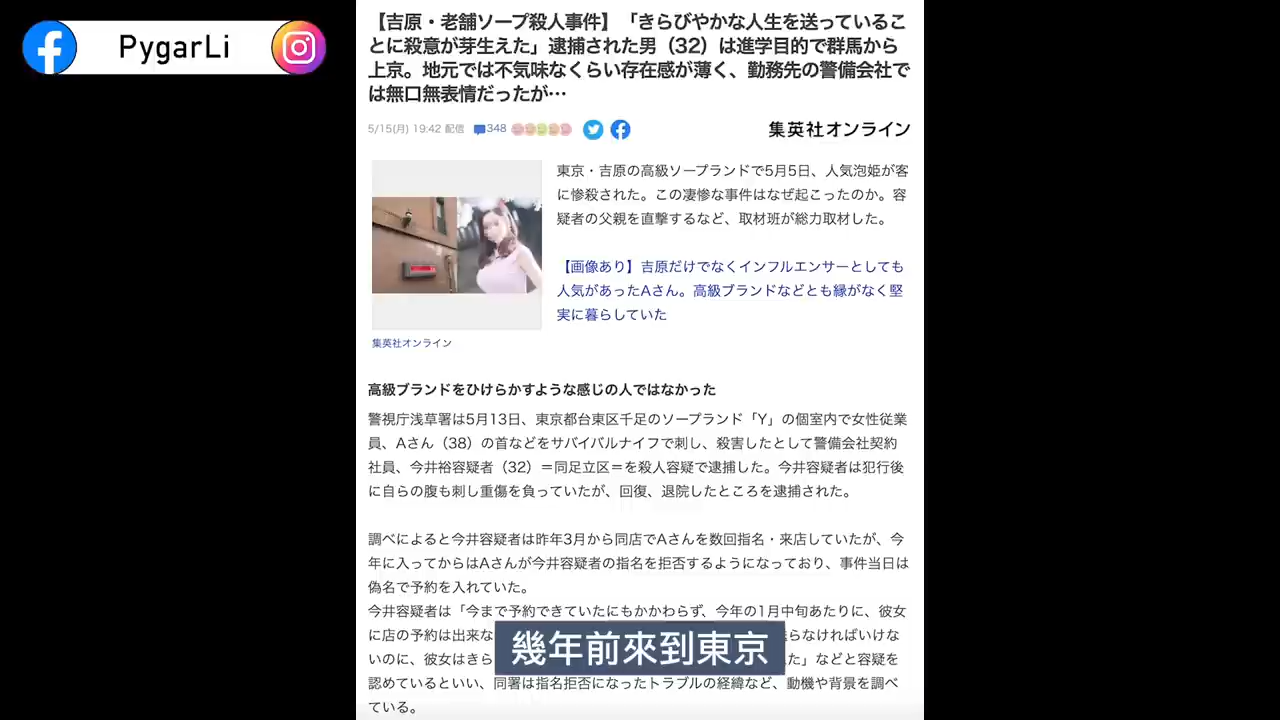 PygarLi
【吉原・老舗ソープ殺人事件】「きらびやかな人生を送っているこ
とに殺意が芽生えた」逮捕された男（32）は進学目的で群馬から
上京。地元では不気味なくらい存在感が薄く、勤務先の警備会社で
は無口無表情だったが…
5/15(月) 19:42 配信
348
集英社オンライン
東京・吉原の高級ソープランドで5月5日、人気泡姫が客
に惨殺された。この凄惨な事件はなぜ起こったのか。容
疑者の父親を直撃するなど、取材班が総力取材した。
【画像あり】吉原だけでなくインフルエンサーとしても
人気があったAさん。高級ブランドなどとも縁がなく堅
実に暮らしていた
集英社オンライン
高級ブランドをひけらかすような感じの人ではなかった
警視庁浅草署は5月13日、東京都台東区千足のソープランド「Y」の個室内で女性従業
員、Aさん（38）の首などをサバイバルナイフで刺し、殺害したとして警備会社契約
社員、今井裕容疑者（32）＝同足立区＝を殺人容疑で逮捕した。今井容疑者は犯行後
に自らの腹も刺し重傷を負っていたが、回復、退院したところを逮捕された。
調べによると今井容疑者は昨年3月から同店でAさんを数回指名・来店していたが、今
年に入ってからはAさんが今井容疑者の指名を拒否するようになっており、事件当日は
偽名で予約を入れていた。
今井容疑者は「今まで予約できていたにもかかわらず、今年の1月中旬あたりに、彼女
に店の予約は出来な らなければいけない
のに、彼女はきら た」などと容疑を
認めているといい、同署は指名拒否になったトラブルの経緯など、動機や背景を調べ
ている。
幾年前來到東京